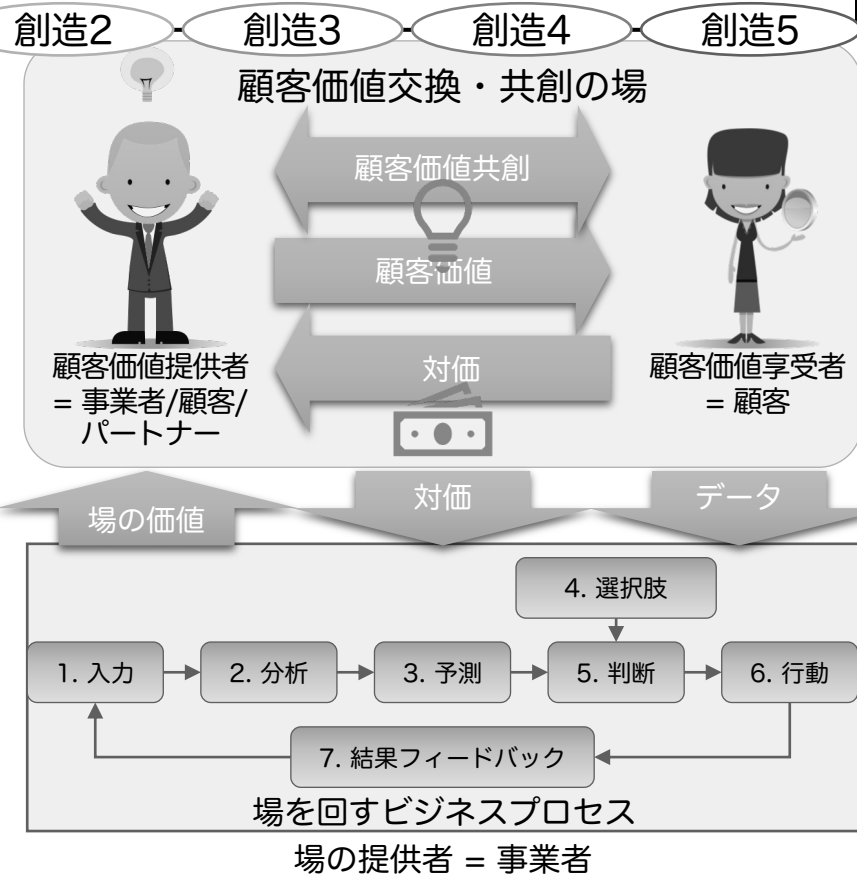 創造2
創造3
創造4
創造5
顧客価値交換・共創の場
顧客価値共創
顧客価値
対価
顧客価値提供者
= 事業者/顧客/
パートナー
顧客価値享受者
= 顧客
場の価値
対価
データ
4. 選択肢
1. 入力
2. 分析
3. 予測
5. 判断
6. 行動
7. 結果フィードバック
場を回すビジネスプロセス
場の提供者 = 事業者